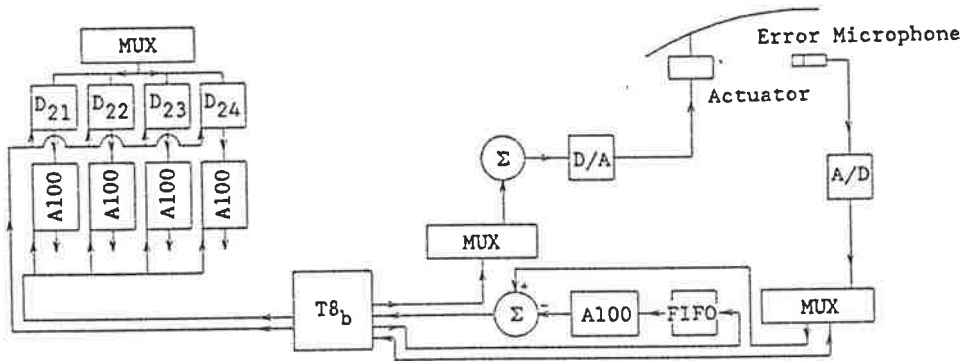 MUX
Error Microphone
Actuator
D21
D22
D23
D24
Σ
D/A
A/D
A100
A100
A100
A100
MUX
T8b
+
-
Σ
A100
FIFO
MUX